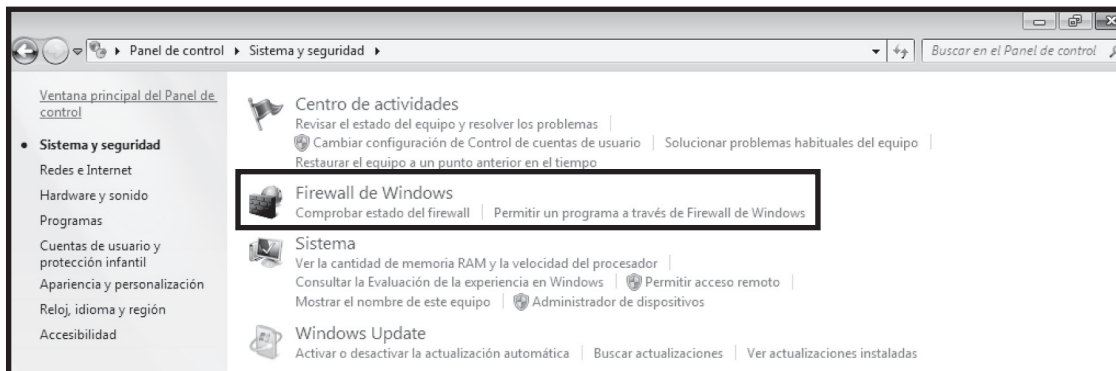 Panel de control ▸ Sistema y seguridad ▸
Buscar en el Panel de control
Ventana principal del Panel de
control
Sistema y seguridad
Redes e Internet
Hardware y sonido
Programas
Cuentas de usuario y
protección infantil
Apariencia y personalización
Reloj, idioma y región
Accesibilidad
Centro de actividades
Revisar el estado del equipo y resolver los problemas
Cambiar configuración de Control de cuentas de usuario | Solucionar problemas habituales del equipo
Restaurar el equipo a un punto anterior en el tiempo
Firewall de Windows
Comprobar estado del firewall | Permitir un programa a través de Firewall de Windows
Sistema
Ver la cantidad de memoria RAM y la velocidad del procesador
Consultar la Evaluación de la experiencia en Windows | Permitir acceso remoto
Mostrar el nombre de este equipo | Administrador de dispositivos
Windows Update
Activar o desactivar la actualización automática | Buscar actualizaciones | Ver actualizaciones instaladas